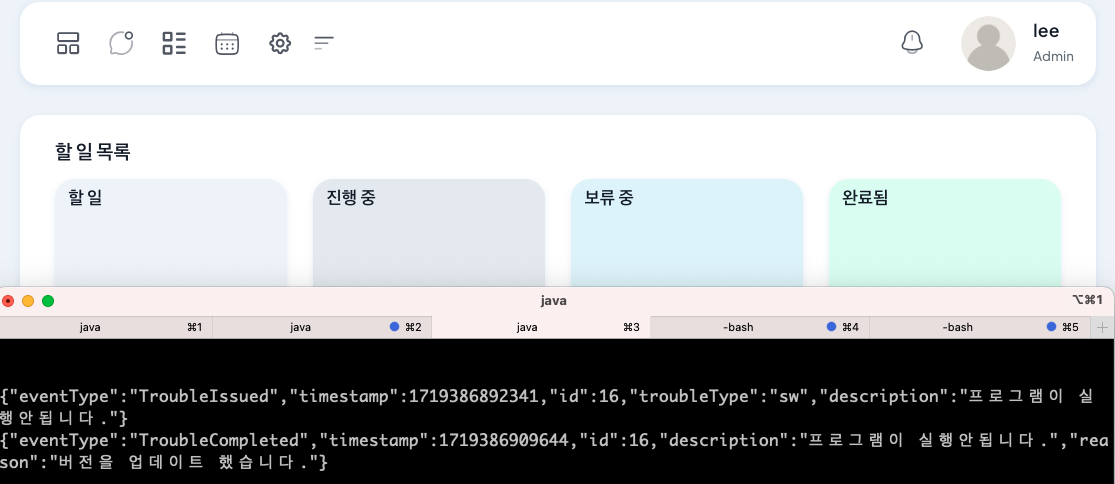 lee
Admin
할 일 목록
할 일
진행 중
보류 중
완료됨
java
⌥⌘1
java ⌘1 java ⌘2 java ⌘3 -bash ⌘4 -bash ⌘5 +
{"eventType":"TroubleIssued","timestamp":1719386892341,"id":16,"troubleType":"sw","description":"프로그램이 실
행안됩니다."}
{"eventType":"TroubleCompleted","timestamp":1719386909644,"id":16,"description":"프로그램이 실행안됩니다.","rea
son":"버전을 업데이트 했습니다."}